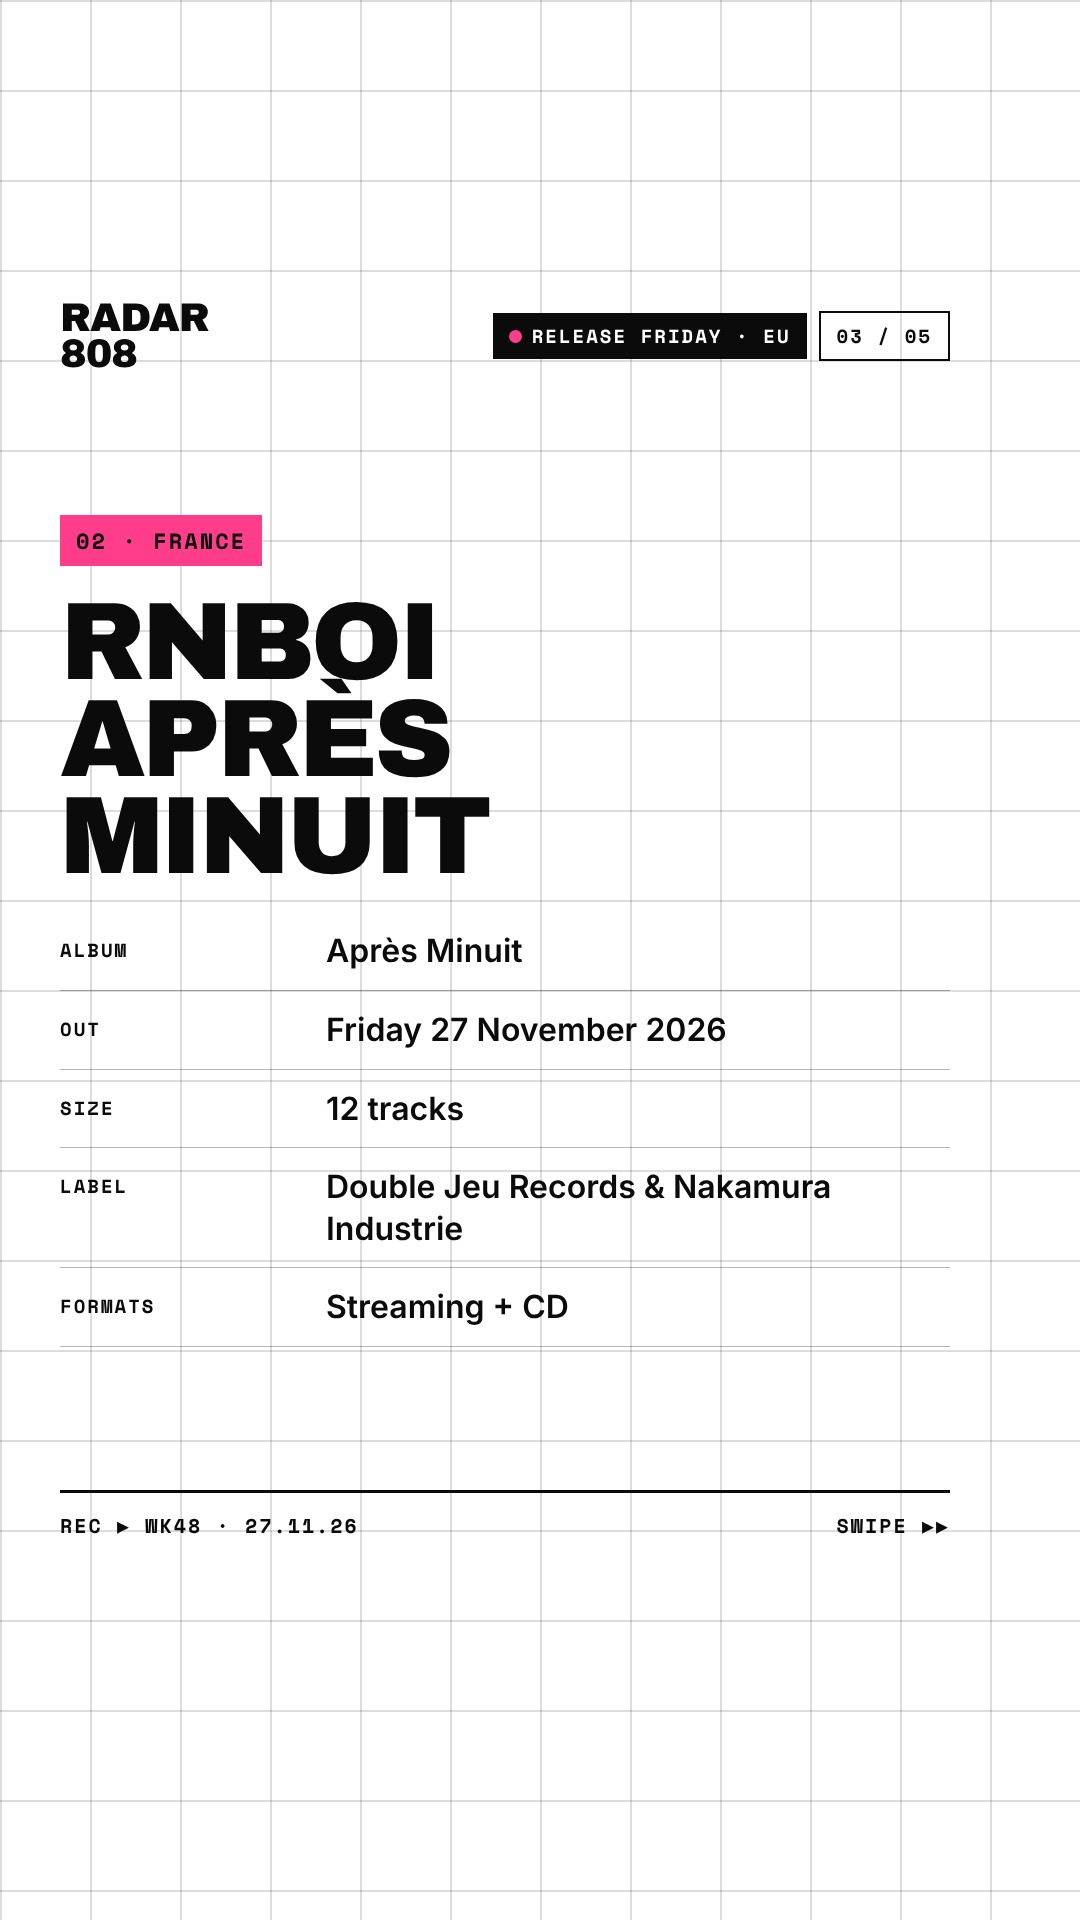 RADAR
808
RELEASE FRIDAY · EU
03 / 05
02 · FRANCE
RNBOI
APRÈS
MINUIT
ALBUM
Après Minuit
OUT
Friday 27 November 2026
SIZE
12 tracks
LABEL
Double Jeu Records & Nakamura
Industrie
FORMATS
Streaming + CD
REC ▶ WK48 · 27.11.26
SWIPE ▶▶